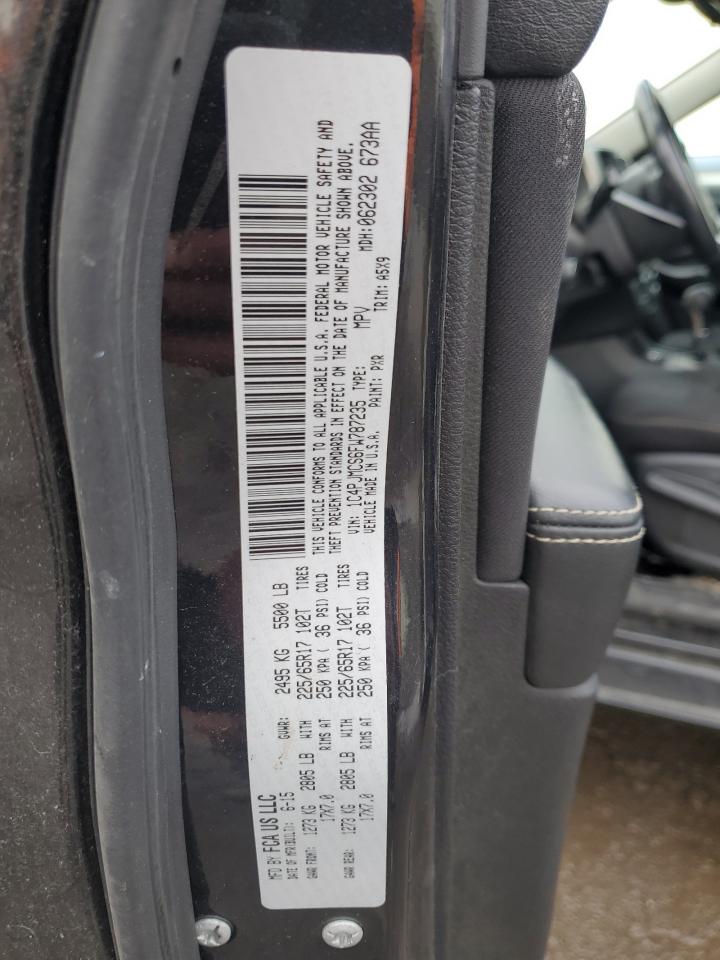 MFD BY FCA US LLC
DATE OF MFR(BUILT): 6-15
GVWR: 2495 KG 5500 LB
GAWR FRONT: 1273 KG 2805 LB WITH 225/65R17 102T TIRES
17X7.0 RIMS AT 250 KPA ( 36 PSI) COLD
GAWR REAR: 1273 KG 2805 LB WITH 225/65R17 102T TIRES
17X7.0 RIMS AT 250 KPA ( 36 PSI) COLD
THIS VEHICLE CONFORMS TO ALL APPLICABLE U.S.A. FEDERAL MOTOR VEHICLE SAFETY AND
THEFT PREVENTION STANDARDS IN EFFECT ON THE DATE OF MANUFACTURE SHOWN ABOVE.
VIN: 1C4PJMCS6FW787235 TYPE: MPV MDH:062302 673AA
VEHICLE MADE IN U.S.A. PAINT: PXR TRIM: A5X9